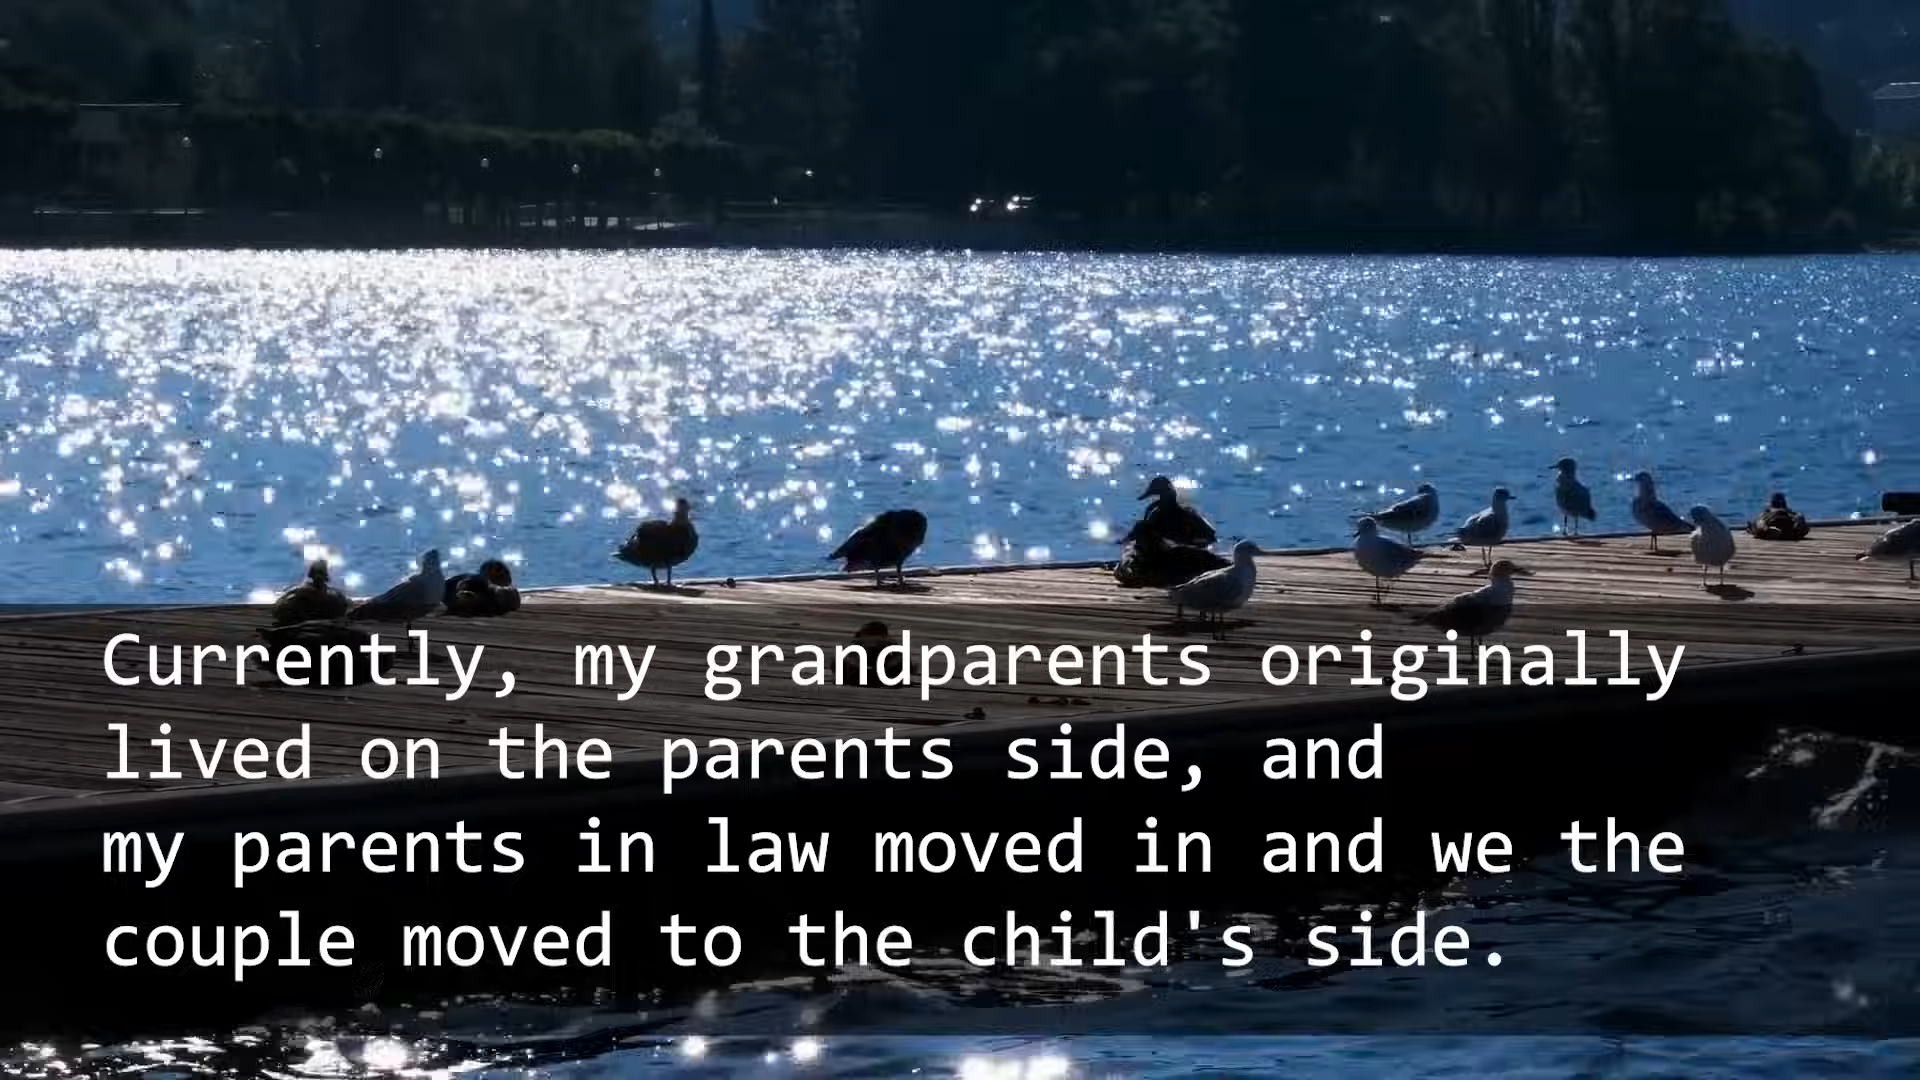 Currently, my grandparents originally
lived on the parents side, and
my parents in law moved in and we the
couple moved to the child's side.